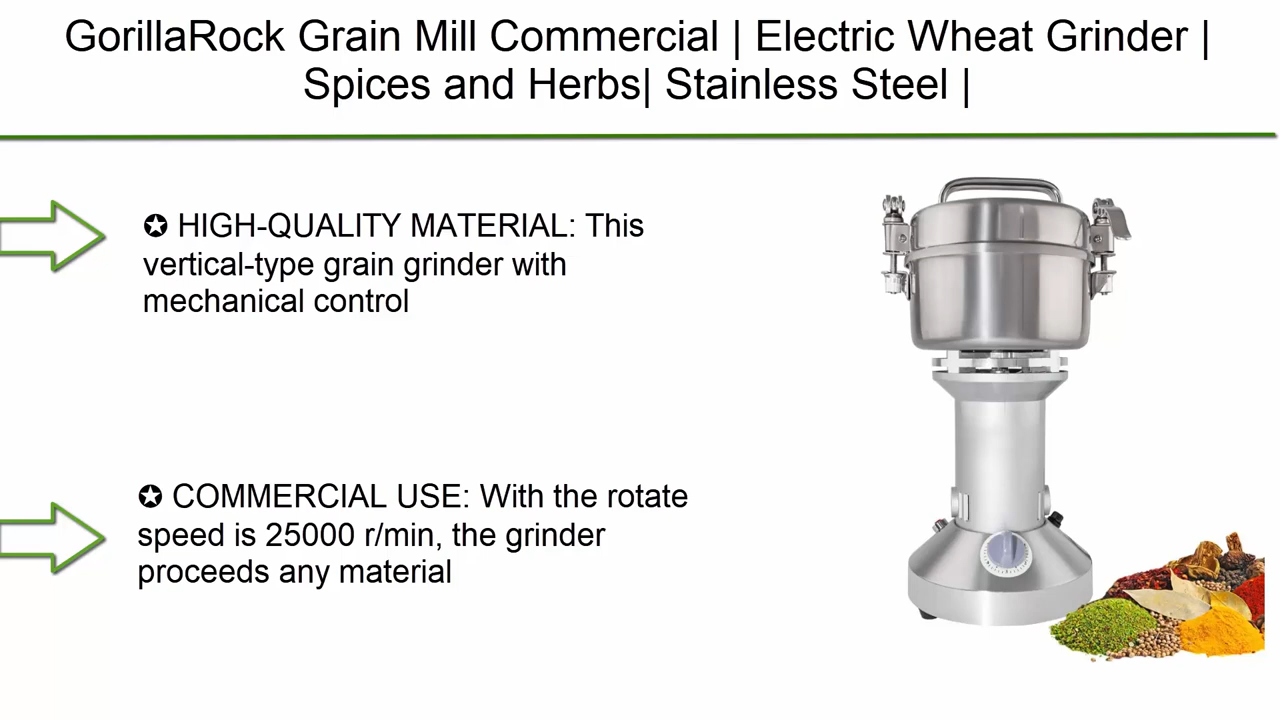 GorillaRock Grain Mill Commercial | Electric Wheat Grinder |
Spices and Herbs| Stainless Steel |
✪ HIGH-QUALITY MATERIAL: This
vertical-type grain grinder with
mechanical control
✪ COMMERCIAL USE: With the rotate
speed is 25000 r/min, the grinder
proceeds any material